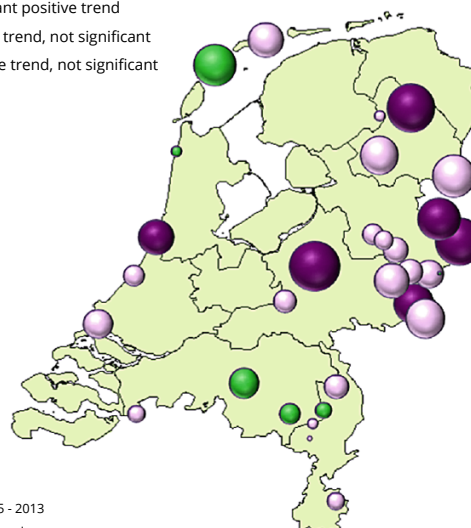 ant positive trend
trend, not significant
e trend, not significant
5 - 2013